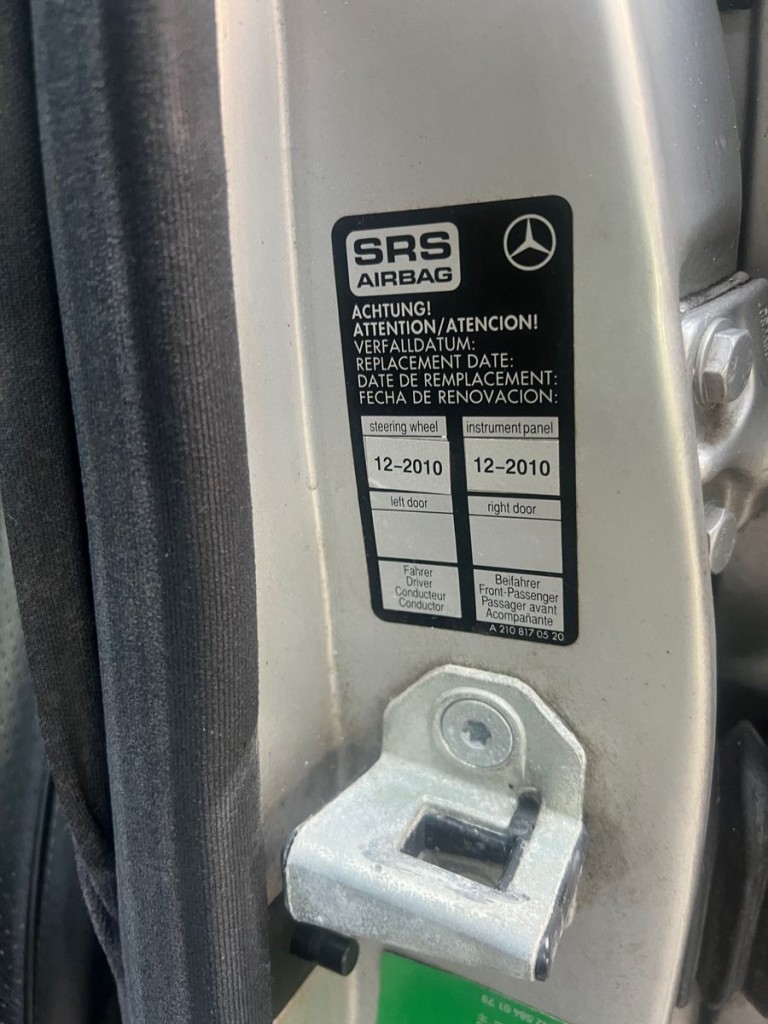 SRS
AIRBAG
ACHTUNG!
ATTENTION/ATENCION!
VERFALLDATUM:
REPLACEMENT DATE:
DATE DE REMPLACEMENT:
FECHA DE RENOVACION:
steering wheel
instrument panel
12-2010
12-2010
left door
right door
Fahrer
Driver
Conducteur
Conductor
Beifahrer
Front-Passenger
Passager avant
Acompañante
A 210 817 05 20